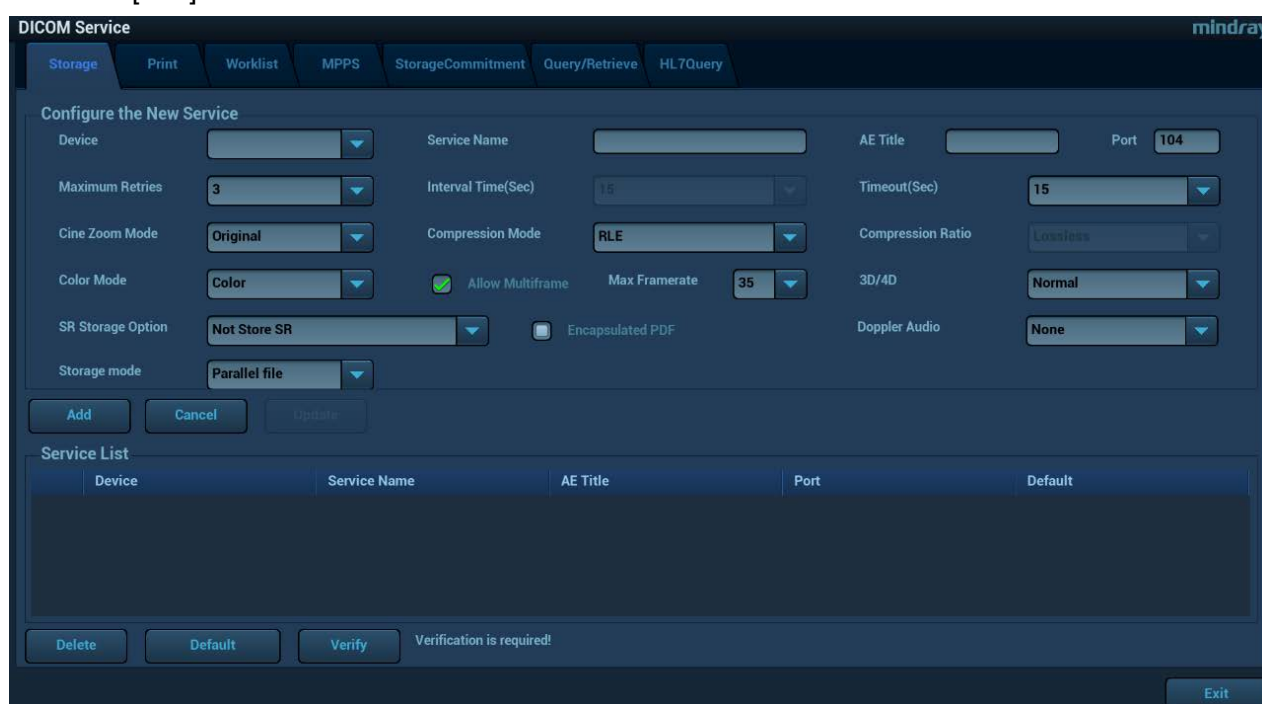 DICOM Service mindray
Storage Print Worklist MPPS StorageCommitment Query/Retrieve HL7Query
Configure the New Service
Device Service Name AE Title Port 104
Maximum Retries 3 Interval Time(Sec) 15 Timeout(Sec) 15
Cine Zoom Mode Original Compression Mode RLE Compression Ratio Lossless
Color Mode Color Allow Multiframe Max Framerate 35 3D/4D Normal
SR Storage Option Not Store SR Encapsulated PDF Doppler Audio None
Storage mode Parallel file
Add Cancel Update
Service List
Device Service Name AE Title Port Default
Delete Default Verify Verification is required!
Exit